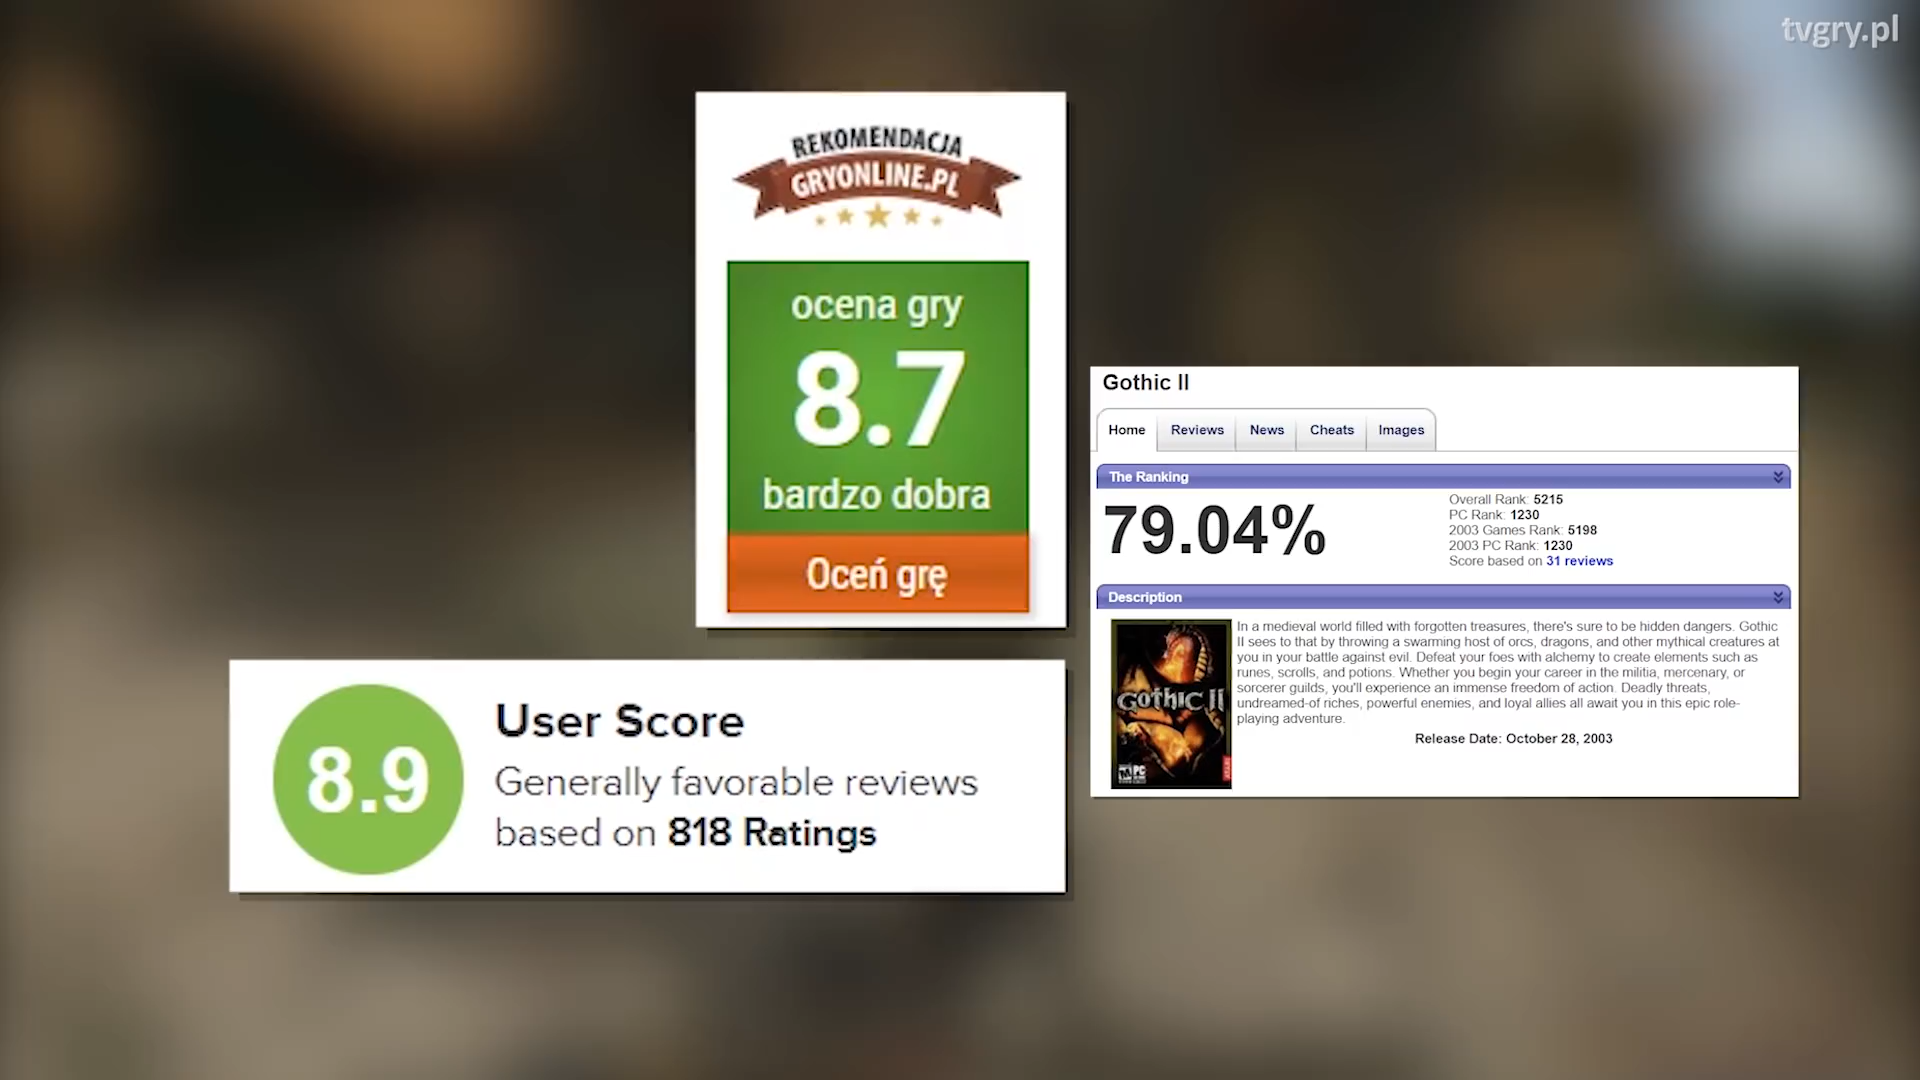 tvgry.pl
REKOMENDACJA
GRYONLINE.PL
ocena gry
8.7
bardzo dobra
Oceń grę
8.9
User Score
Generally favorable reviews
based on 818 Ratings
Gothic II
Home Reviews News Cheats Images
The Ranking
79.04%
Overall Rank: 5215
PC Rank: 1230
2003 Games Rank: 5198
2003 PC Rank: 1230
Score based on 31 reviews
Description
GOTHIC II
PC
In a medieval world filled with forgotten treasures, there's sure to be hidden dangers. Gothic
II sees to that by throwing a swarming host of orcs, dragons, and other mythical creatures at
you in your battle against evil. Defeat your foes with alchemy to create elements such as
runes, scrolls, and potions. Whether you begin your career in the militia, mercenary, or
sorcerer guilds, you'll experience an immense freedom of action. Deadly threats,
undreamed-of riches, powerful enemies, and loyal allies all await you in this epic role-
playing adventure.
Release Date: October 28, 2003